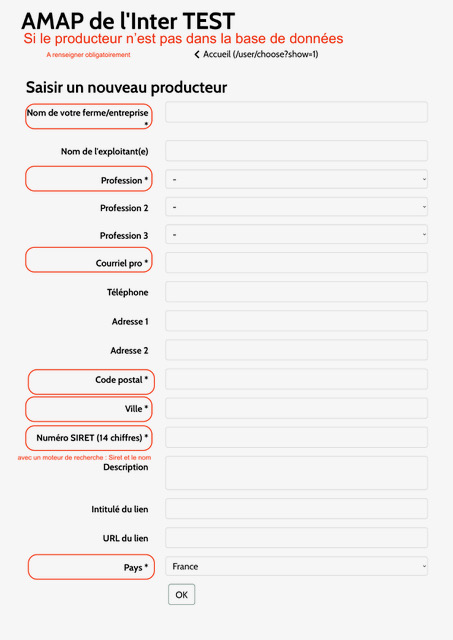 AMAP de l'Inter TEST
Si le producteur n'est pas dans la base de données
A renseigner obligatoirement
Accueil (/user/choose?show=1)
Saisir un nouveau producteur
Nom de votre ferme/entreprise
*
Nom de l'exploitant(e)
Profession * -
Profession 2 -
Profession 3 -
Courriel pro *
Téléphone
Adresse 1
Adresse 2
Code postal *
Ville *
Numéro SIRET (14 chiffres) *
avec un moteur de recherche : Siret et le nom
Description
Intitulé du lien
URL du lien
Pays * France
OK